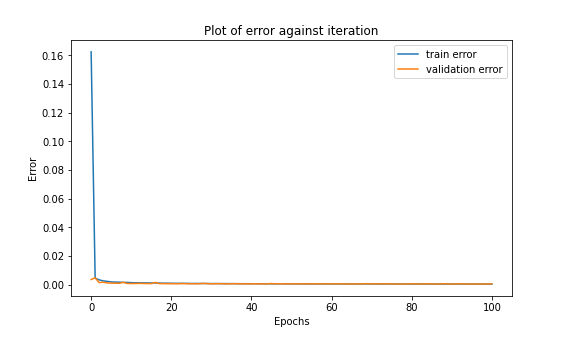 Plot of error against iteration
train error
validation error
0.16
0.14
0.12
0.10
0.08
0.06
0.04
0.02
0.00
Error
0 20 40 60 80 100
Epochs